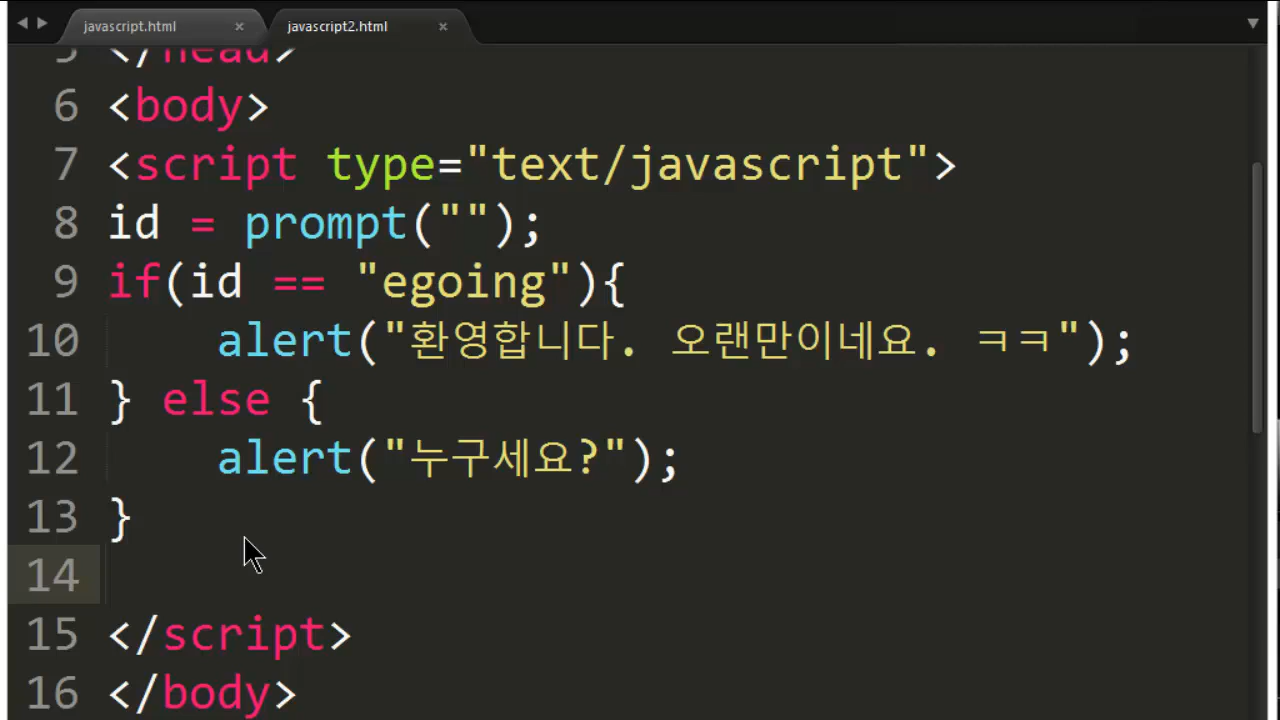 javascript.html × javascript2.html ×
5 </head>
6 <body>
7 <script type="text/javascript">
8 id = prompt("");
9 if(id == "egoing"){
10     alert("환영합니다. 오랜만이네요. ㅋㅋ");
11 } else {
12     alert("누구세요?");
13 }
14
15 </script>
16 </body>